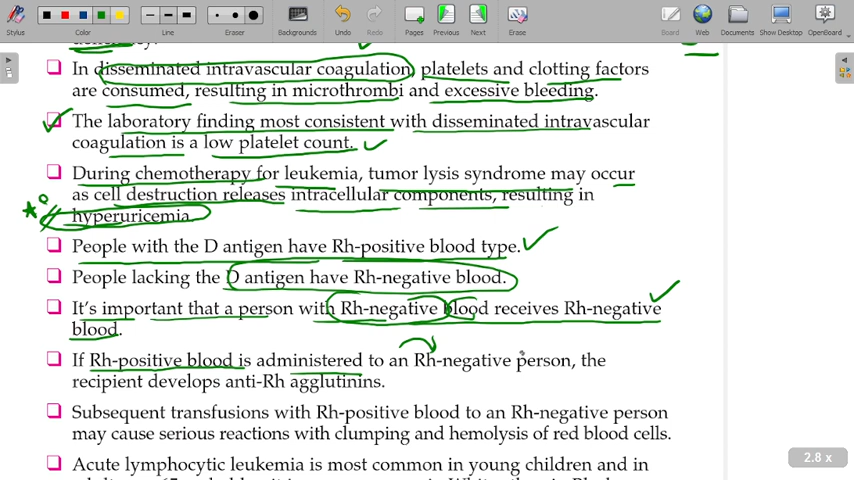 Stylus
Color
Line
Eraser
Backgrounds
Undo
Redo
Pages
Previous
Next
Erase
Board
Web
Documents
Show Desktop
OpenBoard
In disseminated intravascular coagulation, platelets and clotting factors
are consumed, resulting in microthrombi and excessive bleeding.
The laboratory finding most consistent with disseminated intravascular
coagulation is a low platelet count.
During chemotherapy for leukemia, tumor lysis syndrome may occur
as cell destruction releases intracellular components, resulting in
hyperuricemia.
People with the D antigen have Rh-positive blood type.
People lacking the D antigen have Rh-negative blood.
It's important that a person with Rh-negative blood receives Rh-negative
blood.
If Rh-positive blood is administered to an Rh-negative person, the
recipient develops anti-Rh agglutinins.
Subsequent transfusions with Rh-positive blood to an Rh-negative person
may cause serious reactions with clumping and hemolysis of red blood cells.
Acute lymphocytic leukemia is most common in young children and in
2.8 x